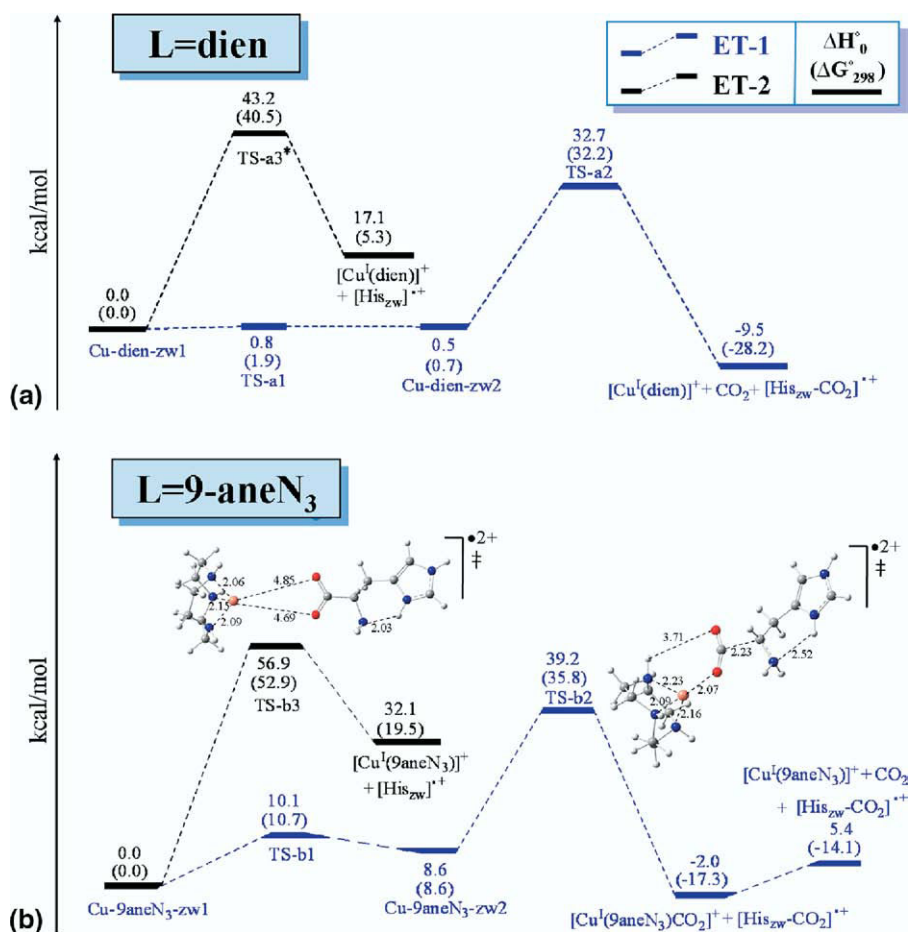 L=dien
ET-1
ET-2
ΔH°₀
(ΔG°₂₉₈)
kcal/mol
43.2
(40.5)
TS-a3*
32.7
(32.2)
TS-a2
17.1
(5.3)
[Cuᴵ(dien)]⁺
+ [His_zw]•⁺
0.0
(0.0)
Cu-dien-zw1
0.8
(1.9)
TS-a1
0.5
(0.7)
Cu-dien-zw2
-9.5
(-28.2)
[Cuᴵ(dien)]⁺ + CO₂ + [His_zw-CO₂]•⁺
(a)
L=9-aneN₃
kcal/mol
•2+
‡
2.06
2.15
2.09
4.85
4.69
2.03
56.9
(52.9)
TS-b3
•2+
‡
3.71
2.23
2.52
2.23
2.07
2.09
2.16
39.2
(35.8)
TS-b2
32.1
(19.5)
[Cuᴵ(9aneN₃)]⁺
+ [His_zw]•⁺
[Cuᴵ(9aneN₃)]⁺ + CO₂
+ [His_zw-CO₂]•⁺
5.4
(-14.1)
10.1
(10.7)
TS-b1
0.0
(0.0)
Cu-9aneN₃-zw1
8.6
(8.6)
Cu-9aneN₃-zw2
-2.0
(-17.3)
[Cuᴵ(9aneN₃)CO₂]⁺ + [His_zw-CO₂]•⁺
(b)